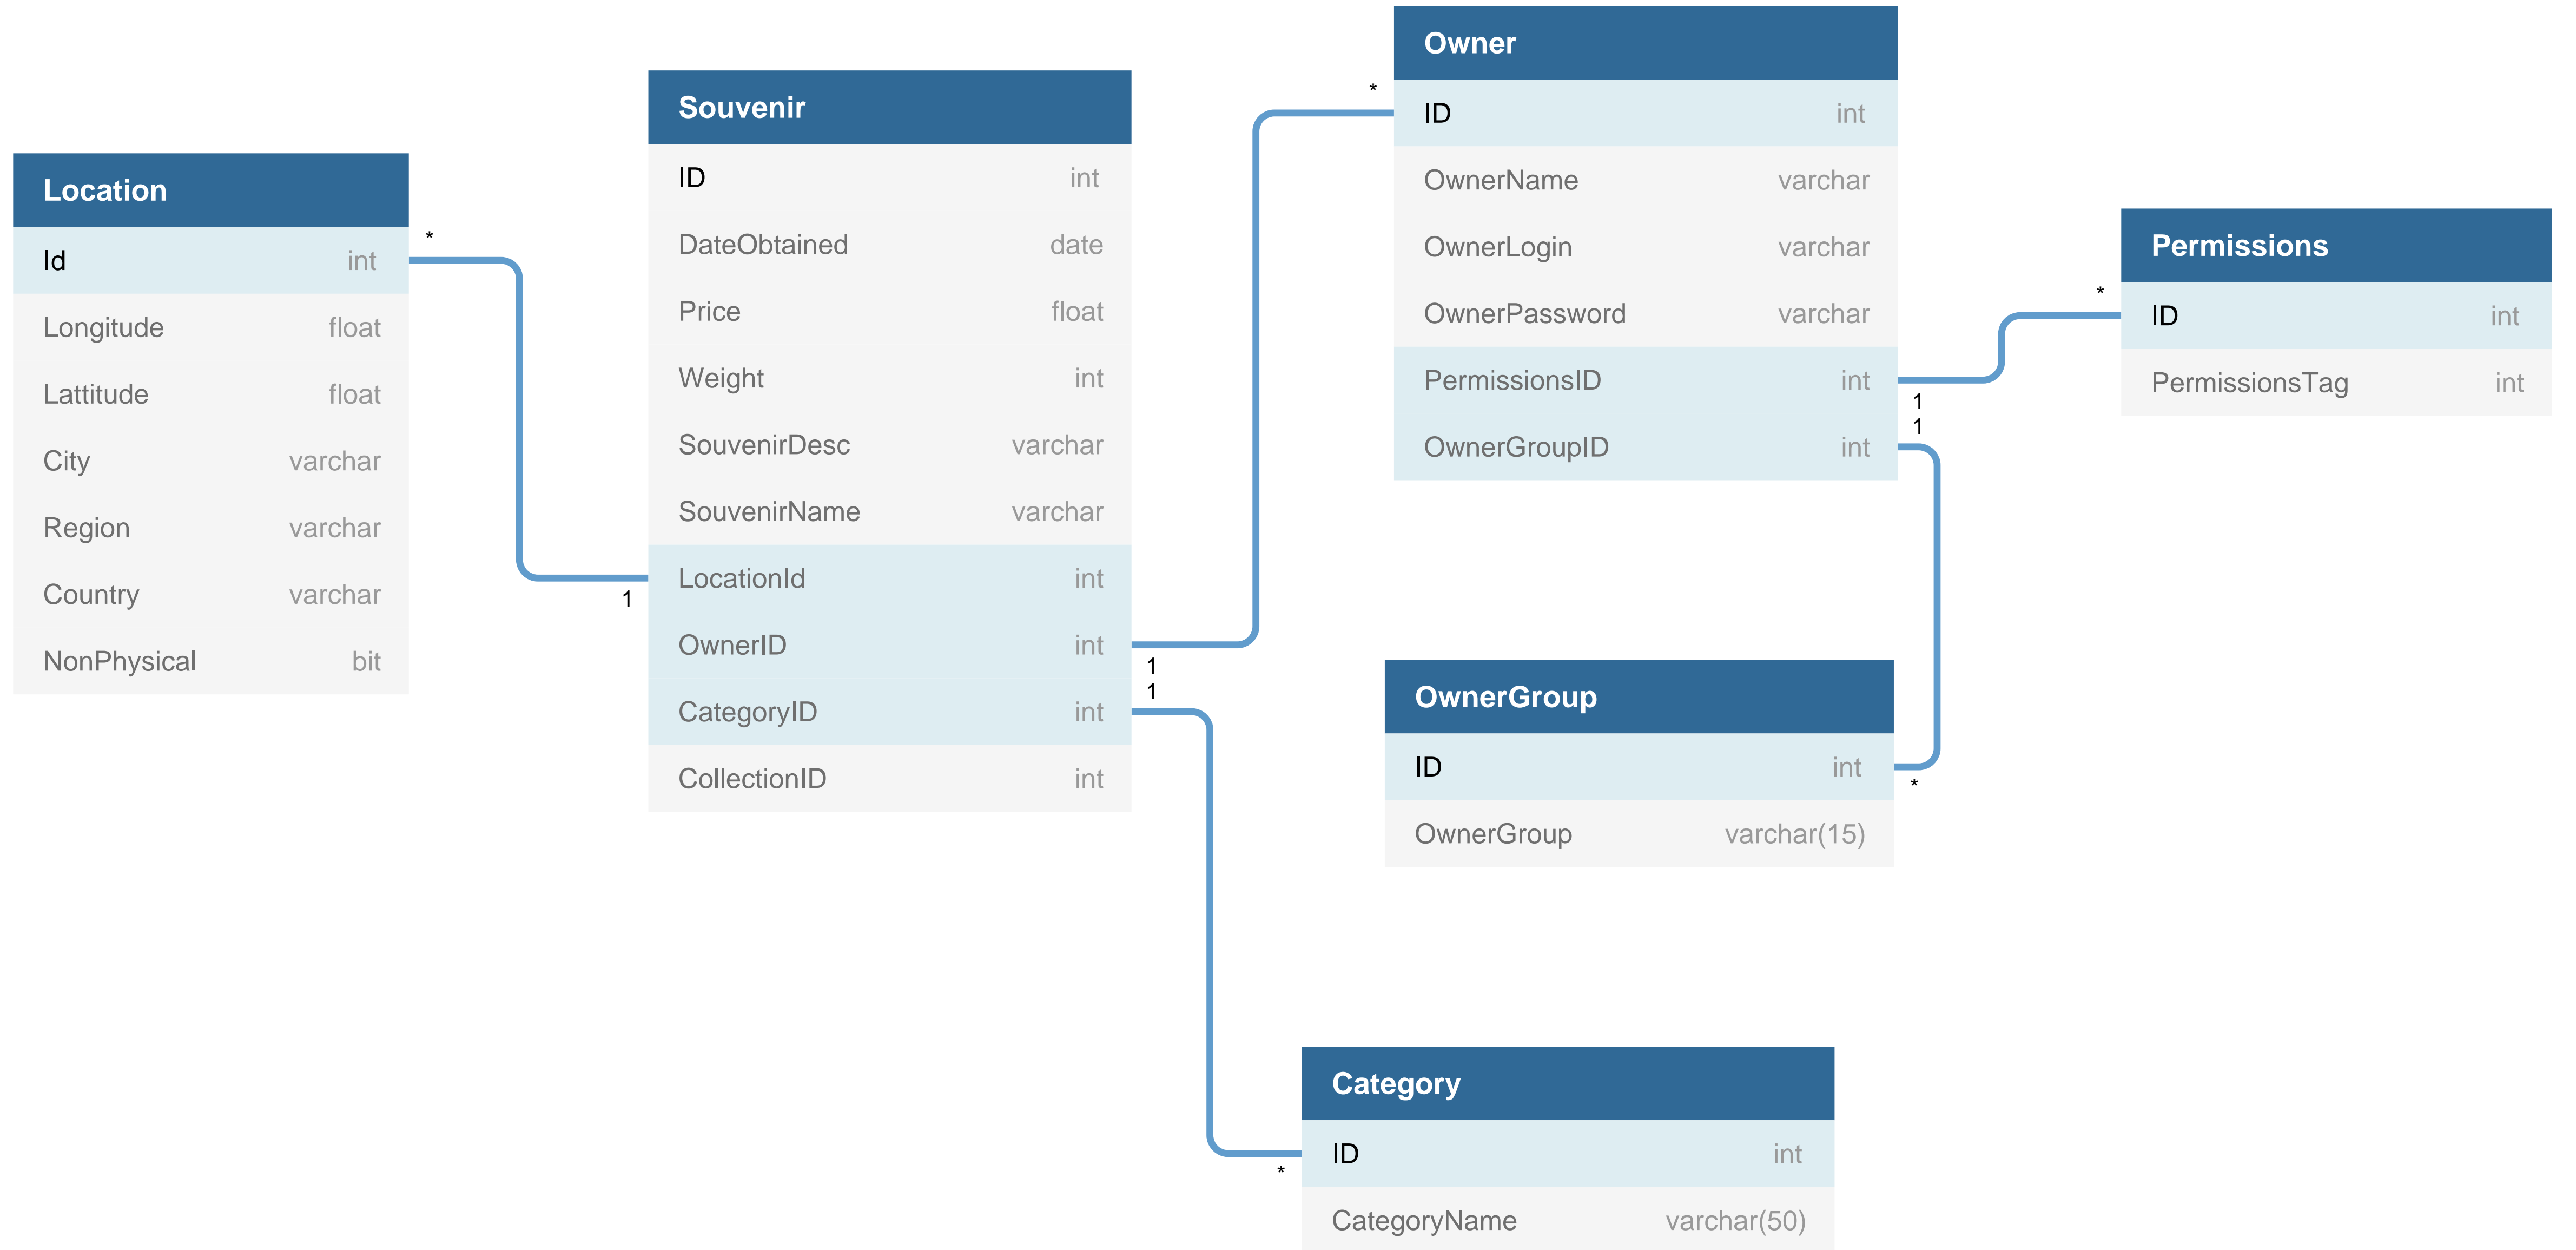 Location
Id int
Longitude float
Lattitude float
City varchar
Region varchar
Country varchar
NonPhysical bit
*
1
Souvenir
ID int
DateObtained date
Price float
Weight int
SouvenirDesc varchar
SouvenirName varchar
LocationId int
OwnerID int
CategoryID int
CollectionID int
1
1
*
*
Owner
ID int
OwnerName varchar
OwnerLogin varchar
OwnerPassword varchar
PermissionsID int
OwnerGroupID int
1
1
*
*
Permissions
ID int
PermissionsTag int
OwnerGroup
ID int
OwnerGroup varchar(15)
Category
ID int
CategoryName varchar(50)